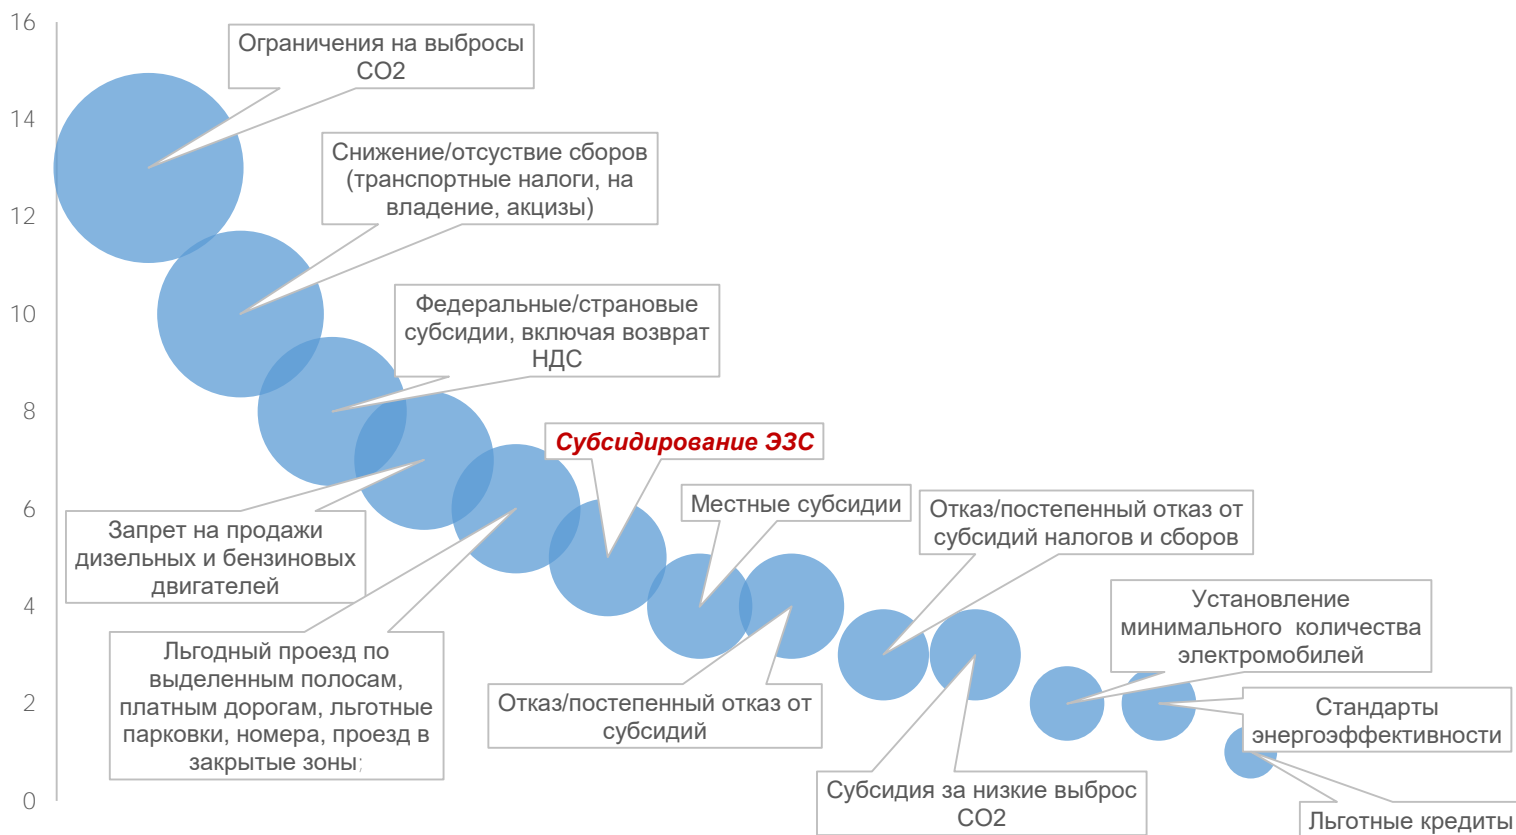 16
14
12
10
8
6
4
2
0
Ограничения на выбросы
СО2
Снижение/отсуствие сборов
(транспортные налоги, на
владение, акцизы)
Федеральные/страновые
субсидии, включая возврат
НДС
Запрет на продажи
дизельных и бензиновых
двигателей
Льгодный проезд по
выделенным полосам,
платным дорогам, льготные
парковки, номера, проезд в
закрытые зоны;
Субсидирование ЭЗС
Местные субсидии
Отказ/постепенный отказ от
субсидий
Отказ/постепенный отказ от
субсидий налогов и сборов
Субсидия за низкие выброс
СО2
Установление
минимального количества
электромобилей
Стандарты
энергоэффективности
Льготные кредиты